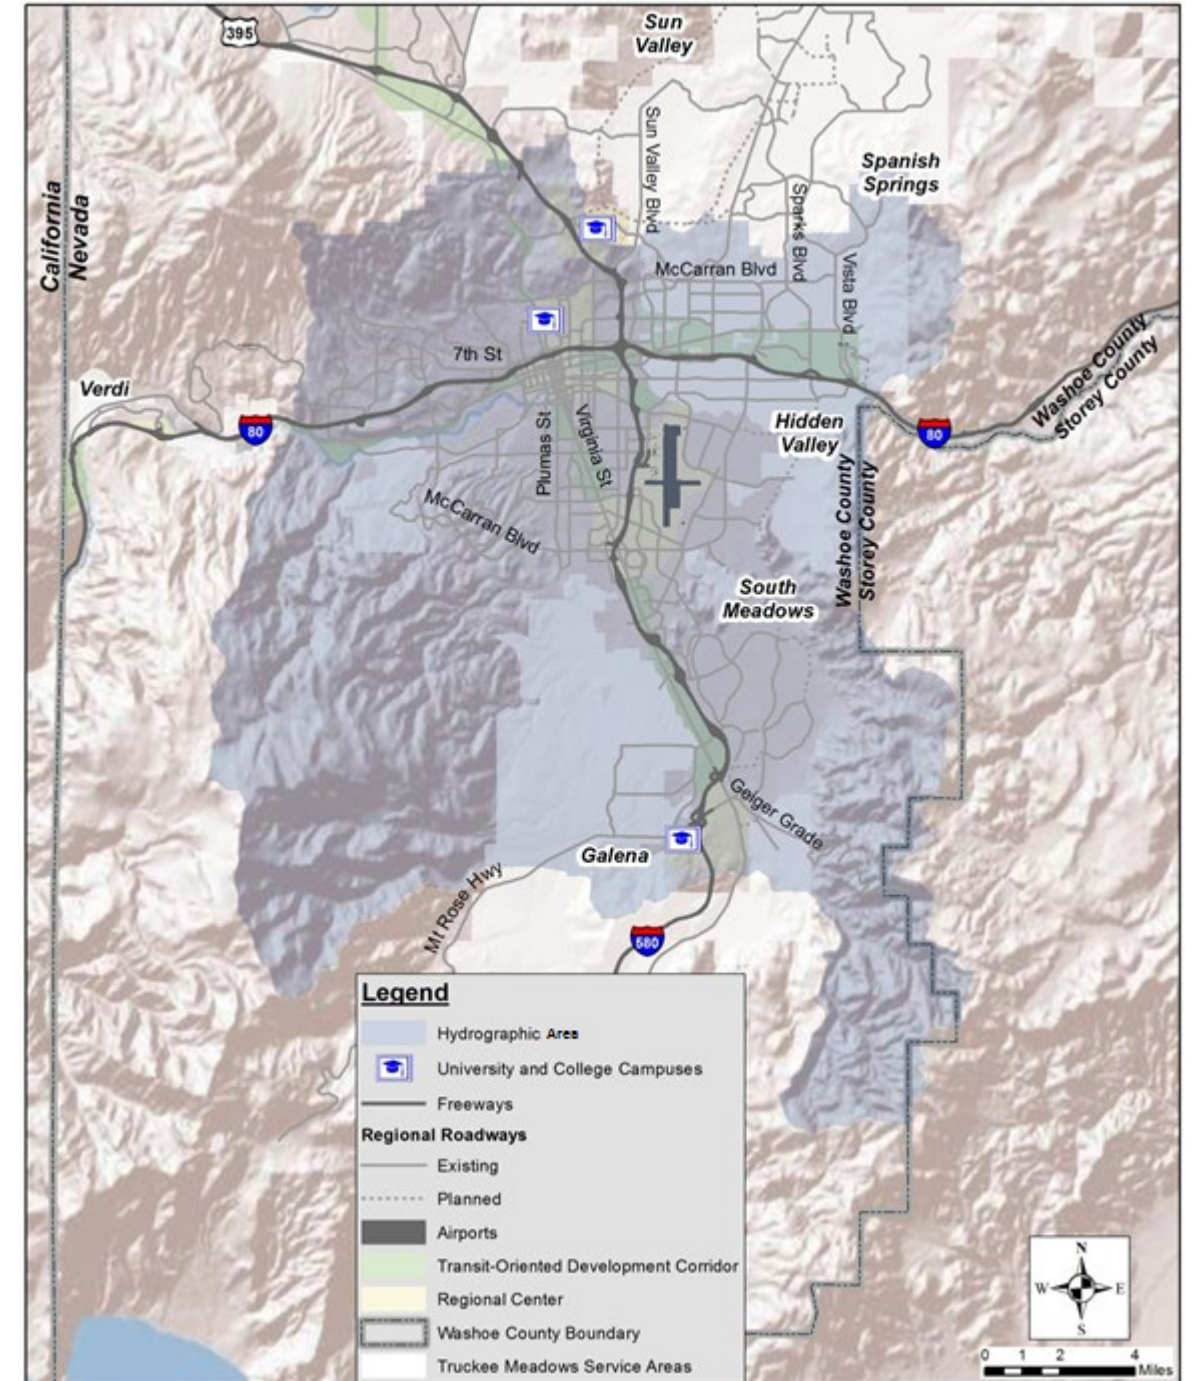 395
Sun
Valley
Sun Valley Blvd
Spanish
Springs
Sparks Blvd
California
Nevada
McCarran Blvd
Vista Blvd
7th St
Verdi
80
Washoe County
Storey County
Hidden
Valley
80
Plumas St
Virginia St
McCarran Blvd
Washoe County
Storey County
South
Meadows
Geiger Grade
Galena
Mt Rose Hwy
580
Legend
Hydrographic Area
University and College Campuses
Freeways
Regional Roadways
Existing
Planned
Airports
Transit-Oriented Development Corridor
Regional Center
Washoe County Boundary
Truckee Meadows Service Areas
N
W E
S
0 1 2 4
Miles